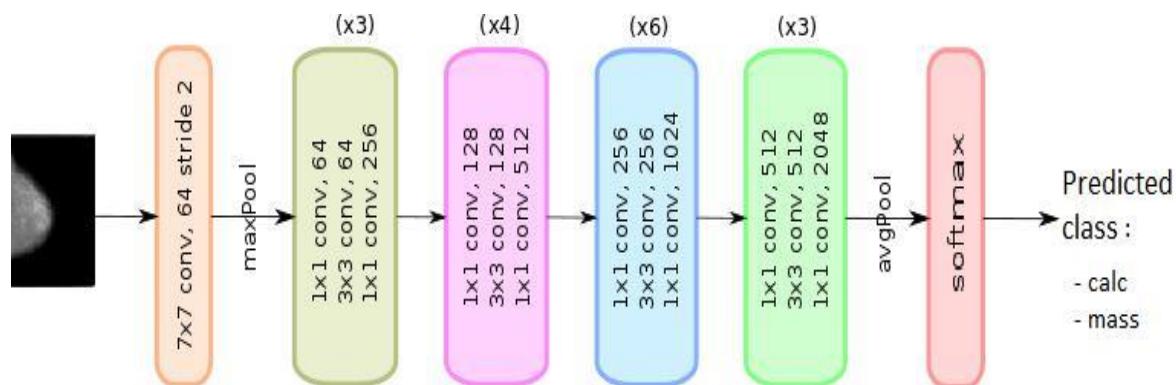 (x3)
(x4)
(x6)
(x3)
7x7 conv, 64 stride 2
maxPool
1x1 conv, 64
3x3 conv, 64
1x1 conv, 256
1x1 conv, 128
3x3 conv, 128
1x1 conv, 512
1x1 conv, 256
3x3 conv, 256
1x1 conv, 1024
1x1 conv, 512
3x3 conv, 512
1x1 conv, 2048
avgPool
softmax
Predicted
class :
- calc
- mass